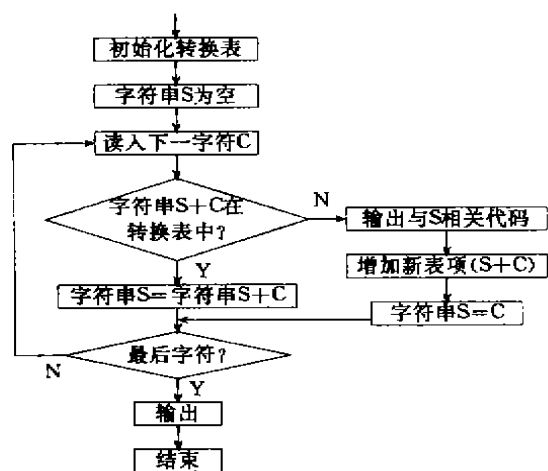 初始化转换表
字符串S为空
读入下一字符C
字符串S+C在
转换表中?
N
输出与S相关代码
Y
增加新表项(S+C)
字符串S=字符串S+C
字符串S=C
最后字符?
N
Y
输出
结束